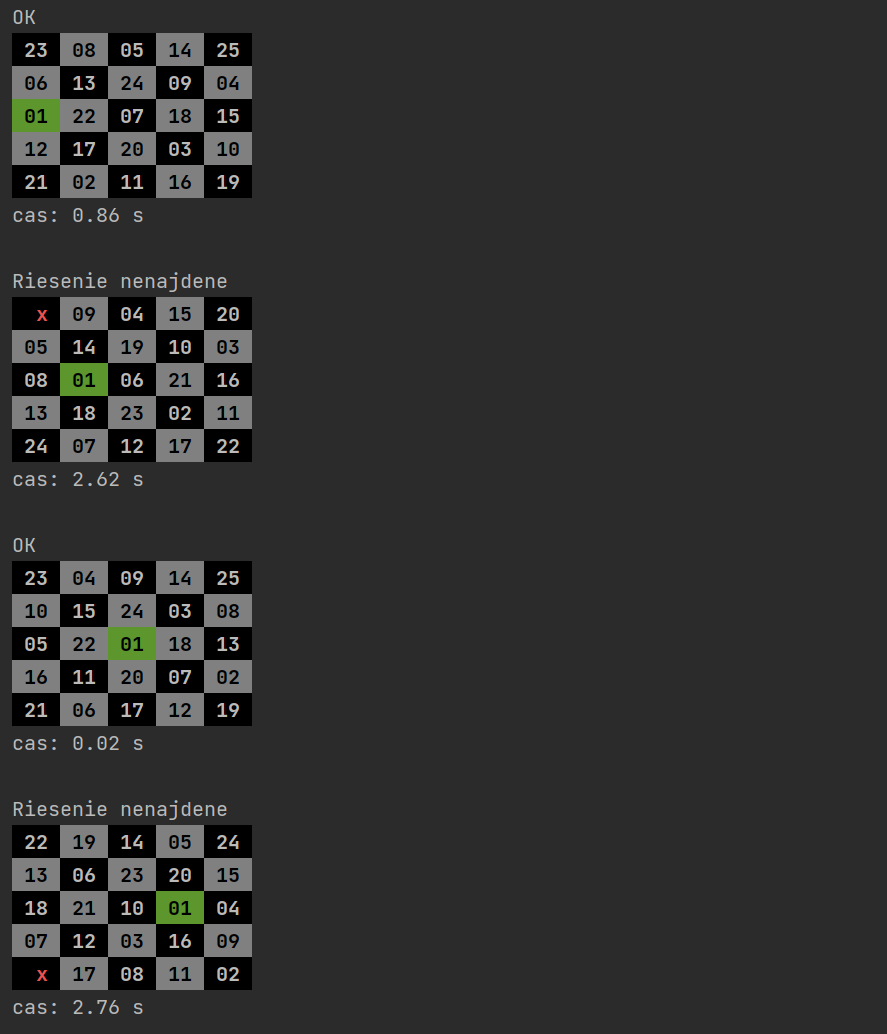 OK
23 08 05 14 25
06 13 24 09 04
01 22 07 18 15
12 17 20 03 10
21 02 11 16 19
cas: 0.86 s
Riesenie nenajdene
x 09 04 15 20
05 14 19 10 03
08 01 06 21 16
13 18 23 02 11
24 07 12 17 22
cas: 2.62 s
OK
23 04 09 14 25
10 15 24 03 08
05 22 01 18 13
16 11 20 07 02
21 06 17 12 19
cas: 0.02 s
Riesenie nenajdene
22 19 14 05 24
13 06 23 20 15
18 21 10 01 04
07 12 03 16 09
x 17 08 11 02
cas: 2.76 s